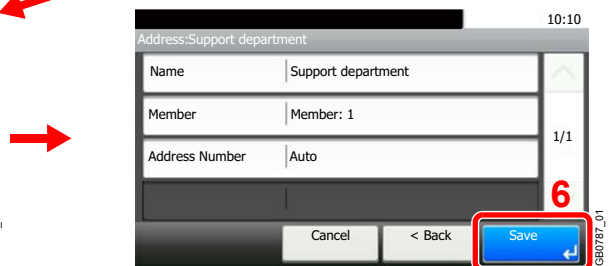 10:10
Address:Support department
Name Support department
Member Member: 1
1/1
Address Number Auto
6
Cancel < Back Save
GB0787_01